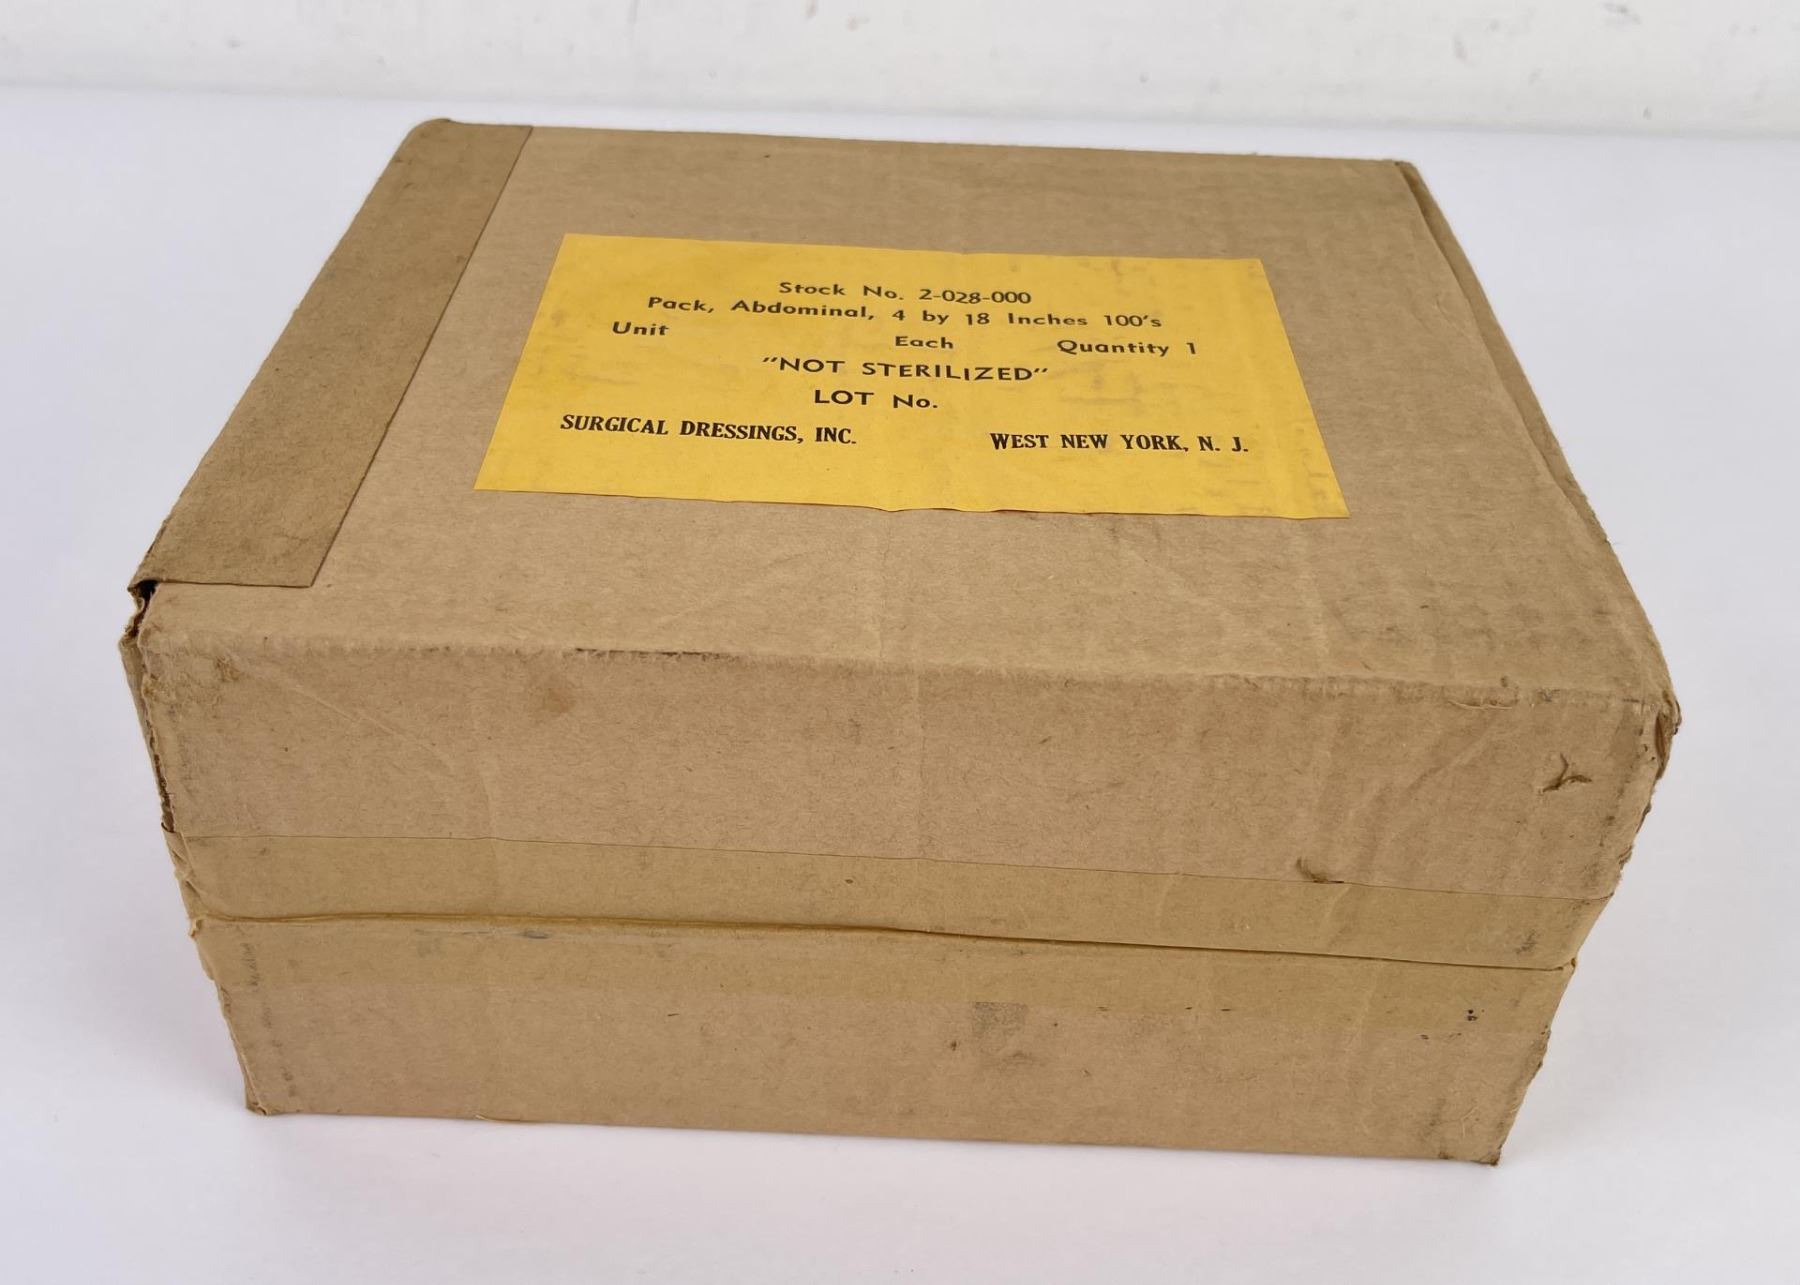 Stock No. 2-028-000
Pack, Abdominal, 4 by 18 Inches 100's
Unit Each Quantity 1
"NOT STERILIZED"
LOT No.
SURGICAL DRESSINGS, INC. WEST NEW YORK, N. J.